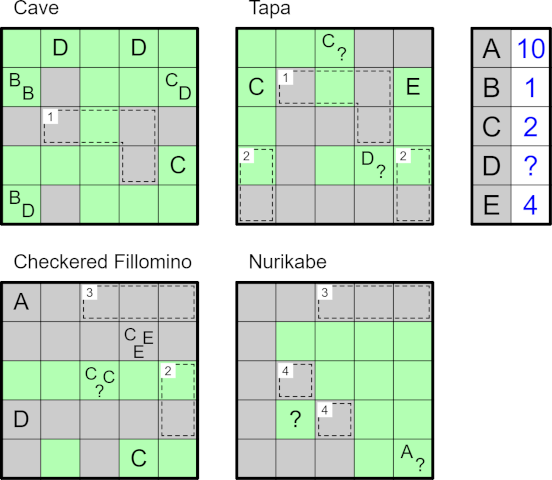 Cave
Tapa
D D
C ?
A 10
B B
C D
C
1
E
B 1
1
C 2
C
2
D ?
2
D ?
B D
E 4
Checkered Fillomino
Nurikabe
A
3
3
C E E
C C ?
2
4
D
?
4
C
A ?